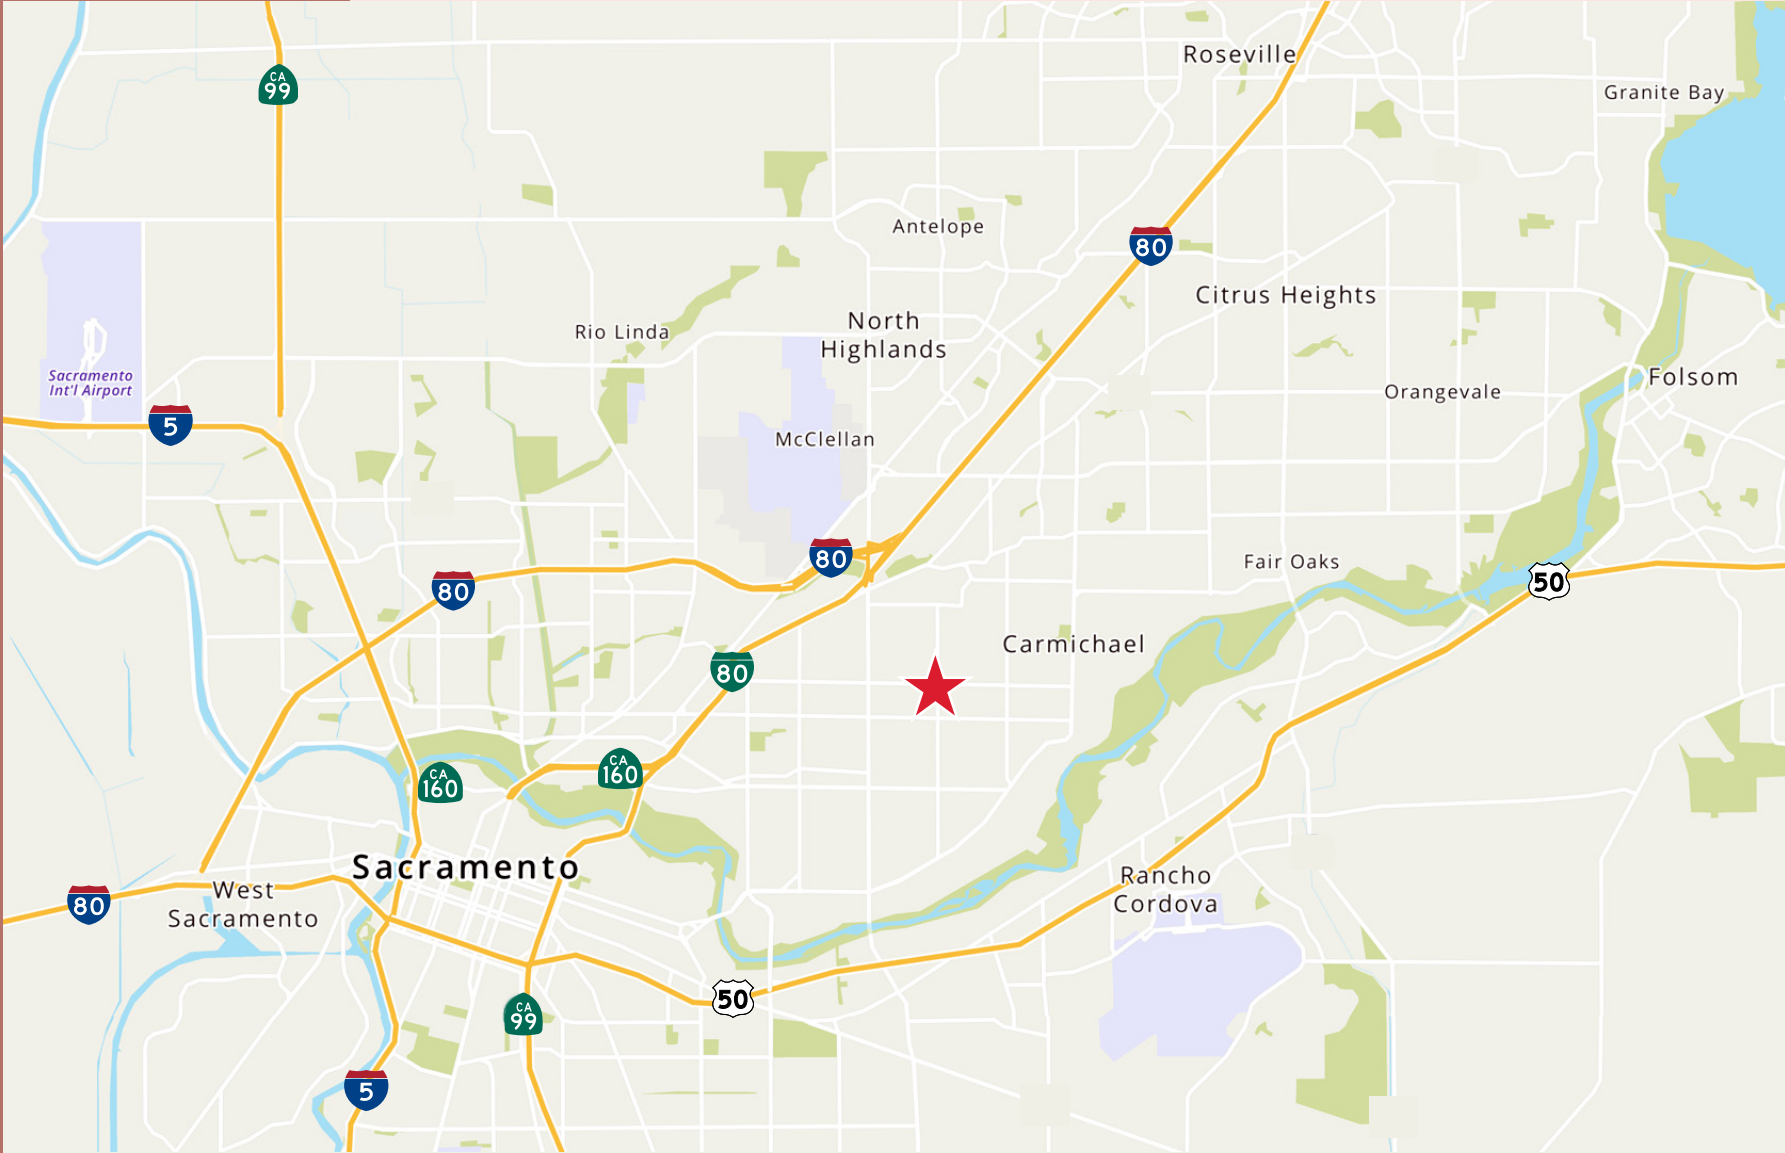 Roseville
CA
99
Granite Bay
Antelope
80
Citrus Heights
North
Highlands
Rio Linda
Sacramento
Int'l Airport
Folsom
Orangevale
5
McClellan
80
Fair Oaks
80
50
Carmichael
80
CA
160
CA
160
Sacramento
Rancho
Cordova
West
Sacramento
80
50
CA
99
5